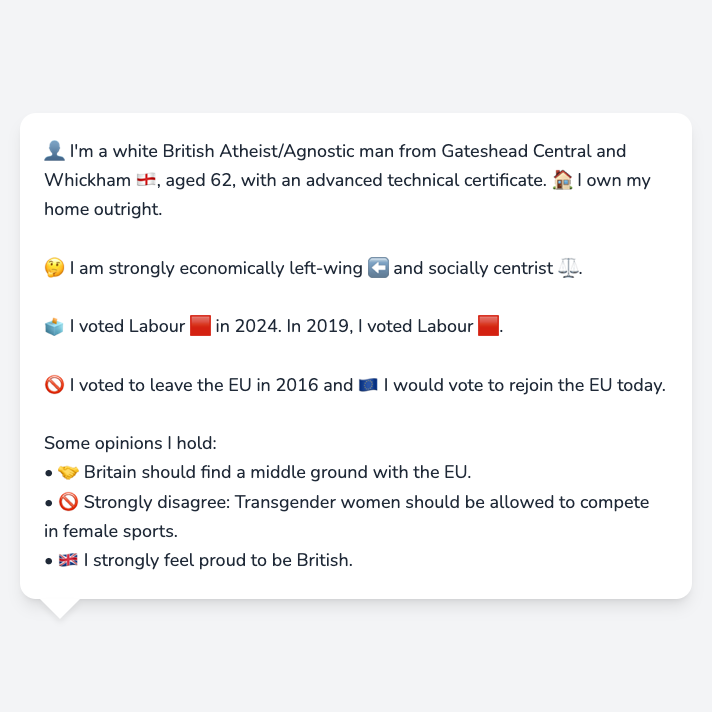 👤 I'm a white British Atheist/Agnostic man from Gateshead Central and
Whickham 🏴󠁧󠁢󠁥󠁮󠁧󠁿, aged 62, with an advanced technical certificate. 🏠 I own my
home outright.
🤔 I am strongly economically left-wing ⬅️ and socially centrist ⚖️.
🗳️ I voted Labour 🟥 in 2024. In 2019, I voted Labour 🟥.
🚫 I voted to leave the EU in 2016 and 🇪🇺 I would vote to rejoin the EU today.
Some opinions I hold:
• 🤝 Britain should find a middle ground with the EU.
• 🚫 Strongly disagree: Transgender women should be allowed to compete
in female sports.
• 🇬🇧 I strongly feel proud to be British.